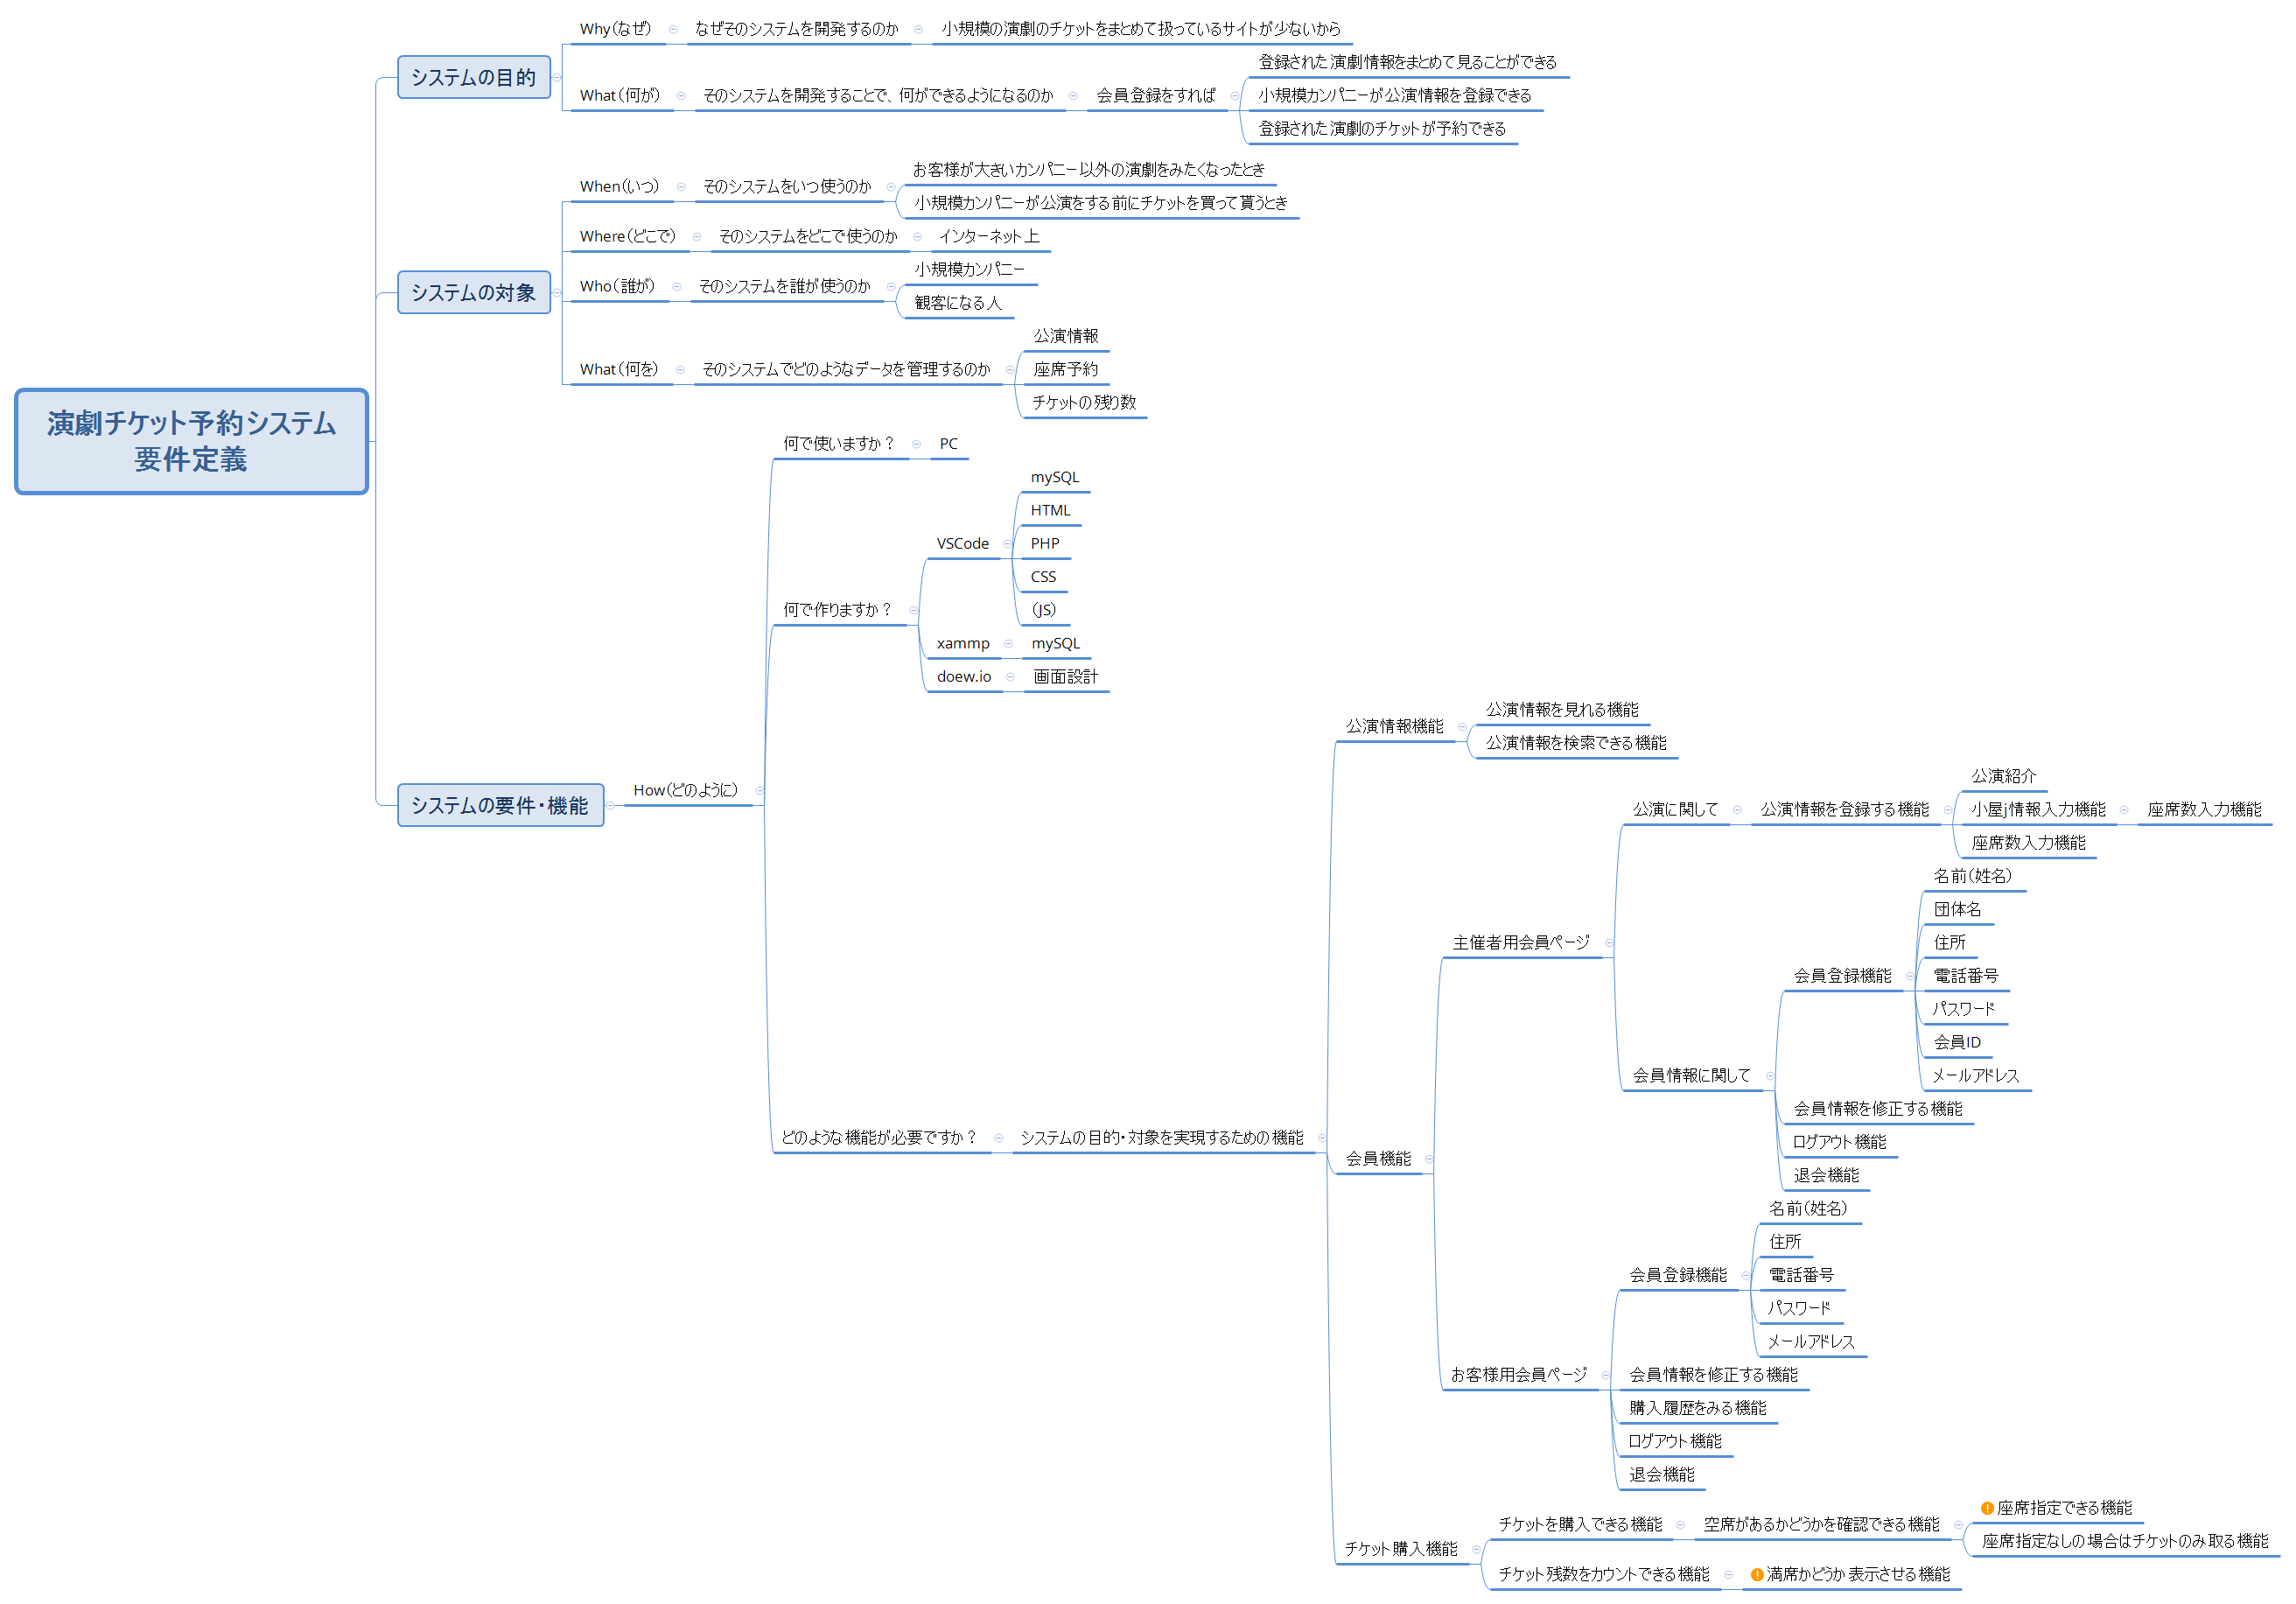 演劇チケット予約システム
要件定義
システムの目的
Why(なぜ)
なぜそのシステムを開発するのか
小規模の演劇のチケットをまとめて扱っているサイトが少ないから
What(何が)
そのシステムを開発することで、何ができるようになるのか
会員登録をすれば
登録された演劇情報をまとめて見ることができる
小規模カンパニーが公演情報を登録できる
登録された演劇のチケットが予約できる
システムの対象
When(いつ)
そのシステムをいつ使うのか
お客様が大きいカンパニー以外の演劇をみたくなったとき
小規模カンパニーが公演をする前にチケットを買って貰うとき
Where(どこで)
そのシステムをどこで使うのか
インターネット上
Who(誰が)
そのシステムを誰が使うのか
小規模カンパニー
観客になる人
What(何を)
そのシステムでどのようなデータを管理するのか
公演情報
座席予約
チケットの残り数
システムの要件・機能
How(どのように)
何で使いますか?
PC
何で作りますか?
VSCode
mySQL
HTML
PHP
CSS
(JS)
xammp
mySQL
doew.io
画面設計
どのような機能が必要ですか?
システムの目的・対象を実現するための機能
公演情報機能
公演情報を見れる機能
公演情報を検索できる機能
会員機能
主催者用会員ページ
公演に関して
公演情報を登録する機能
公演紹介
小屋j情報入力機能
座席数入力機能
座席数入力機能
会員情報に関して
会員登録機能
名前(姓名)
団体名
住所
電話番号
パスワード
会員ID
メールアドレス
会員情報を修正する機能
ログアウト機能
退会機能
お客様用会員ページ
会員登録機能
名前(姓名)
住所
電話番号
パスワード
メールアドレス
会員情報を修正する機能
購入履歴をみる機能
ログアウト機能
退会機能
チケット購入機能
チケットを購入できる機能
空席があるかどうかを確認できる機能
座席指定できる機能
座席指定なしの場合はチケットのみ取る機能
チケット残数をカウントできる機能
満席かどうか表示させる機能